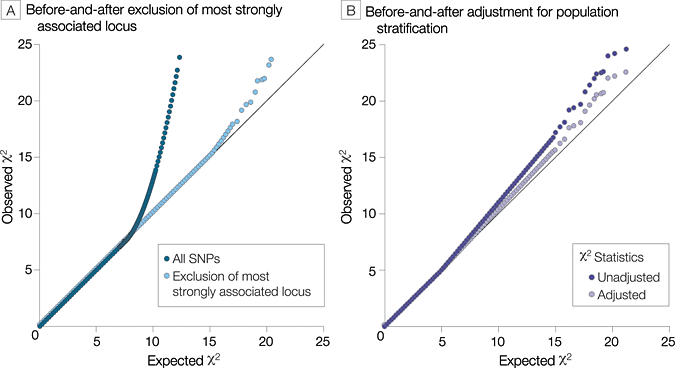 A Before-and-after exclusion of most strongly
associated locus
25
20
15
10
5
0
5
10
15
20
25
Observed χ²
Expected χ²
All SNPs
Exclusion of most
strongly associated locus
B Before-and-after adjustment for population
stratification
25
20
15
10
5
0
5
10
15
20
25
Observed χ²
Expected χ²
χ² Statistics
Unadjusted
Adjusted